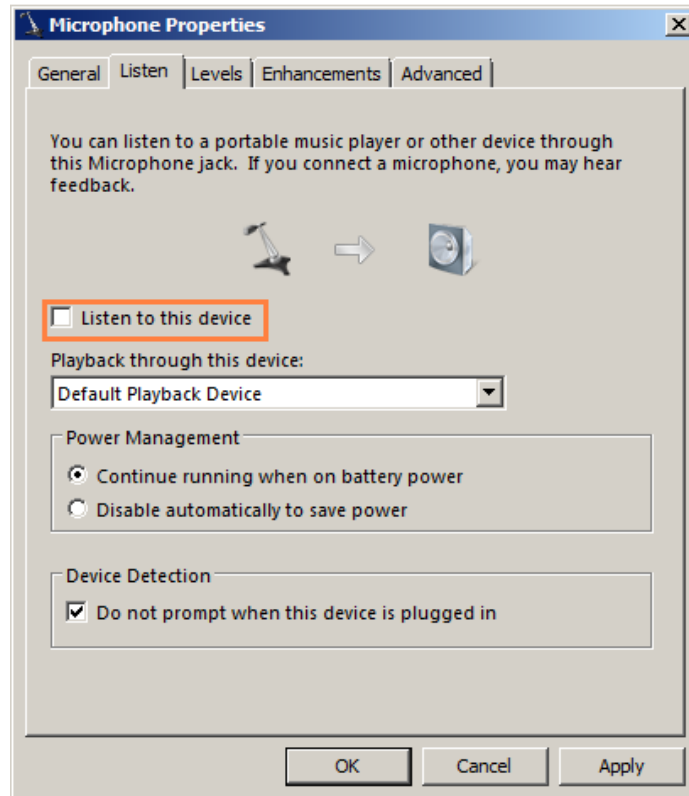 Microphone Properties
General Listen Levels Enhancements Advanced
You can listen to a portable music player or other device through
this Microphone jack. If you connect a microphone, you may hear
feedback.
Listen to this device
Playback through this device:
Default Playback Device
Power Management
Continue running when on battery power
Disable automatically to save power
Device Detection
Do not prompt when this device is plugged in
OK Cancel Apply